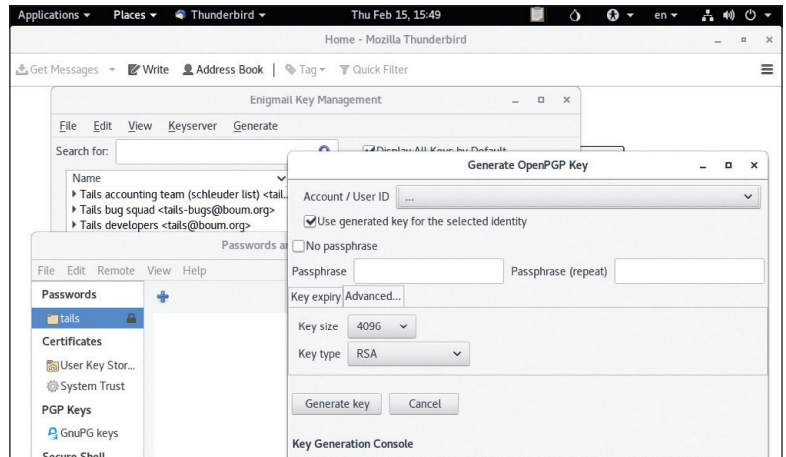 Applications Places Thunderbird Thu Feb 15, 15:49 en
Home - Mozilla Thunderbird
Get Messages Write Address Book Tag Quick Filter
Enigmail Key Management
File Edit View Keyserver Generate
Search for: Display All Keys by Default
Name
Tails accounting team (schleuder list) <tail..
Tails bug squad <tails-bugs@boum.org>
Tails developers <tails@boum.org>
Passwords a
File Edit Remote View Help
Passwords
tails
Certificates
User Key Stor...
System Trust
PGP Keys
GnuPG keys
Secure Shell
Generate OpenPGP Key
Account / User ID ...
Use generated key for the selected identity
No passphrase
Passphrase Passphrase (repeat)
Key expiry Advanced...
Key size 4096
Key type RSA
Generate key Cancel
Key Generation Console